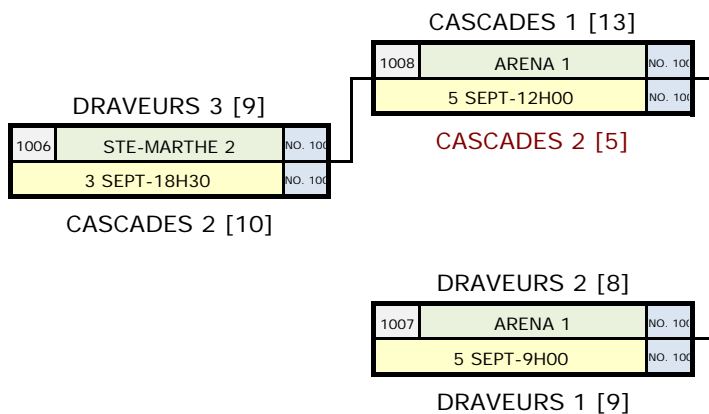 CASCADES 1 [13]
1008 ARENA 1 NO. 100
5 SEPT-12H00 NO. 100
CASCADES 2 [5]
DRAVEURS 3 [9]
1006 STE-MARTHE 2 NO. 100
3 SEPT-18H30 NO. 100
CASCADES 2 [10]
DRAVEURS 2 [8]
1007 ARENA 1 NO. 100
5 SEPT-9H00 NO. 100
DRAVEURS 1 [9]